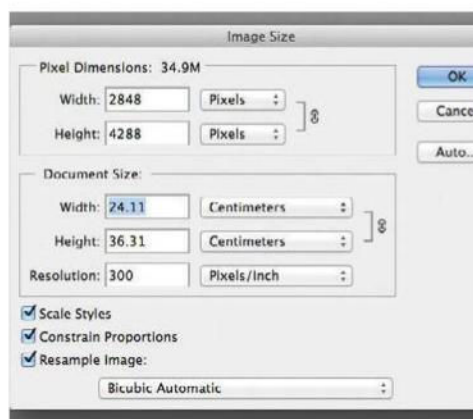 Image Size
Pixel Dimensions: 34.9M
Width: 2848 Pixels
Height: 4288 Pixels
Document Size:
Width: 24.11 Centimeters
Height: 36.31 Centimeters
Resolution: 300 Pixels/Inch
Scale Styles
Constrain Proportions
Resample Image:
Bicubic Automatic
OK
Cance
Auto..